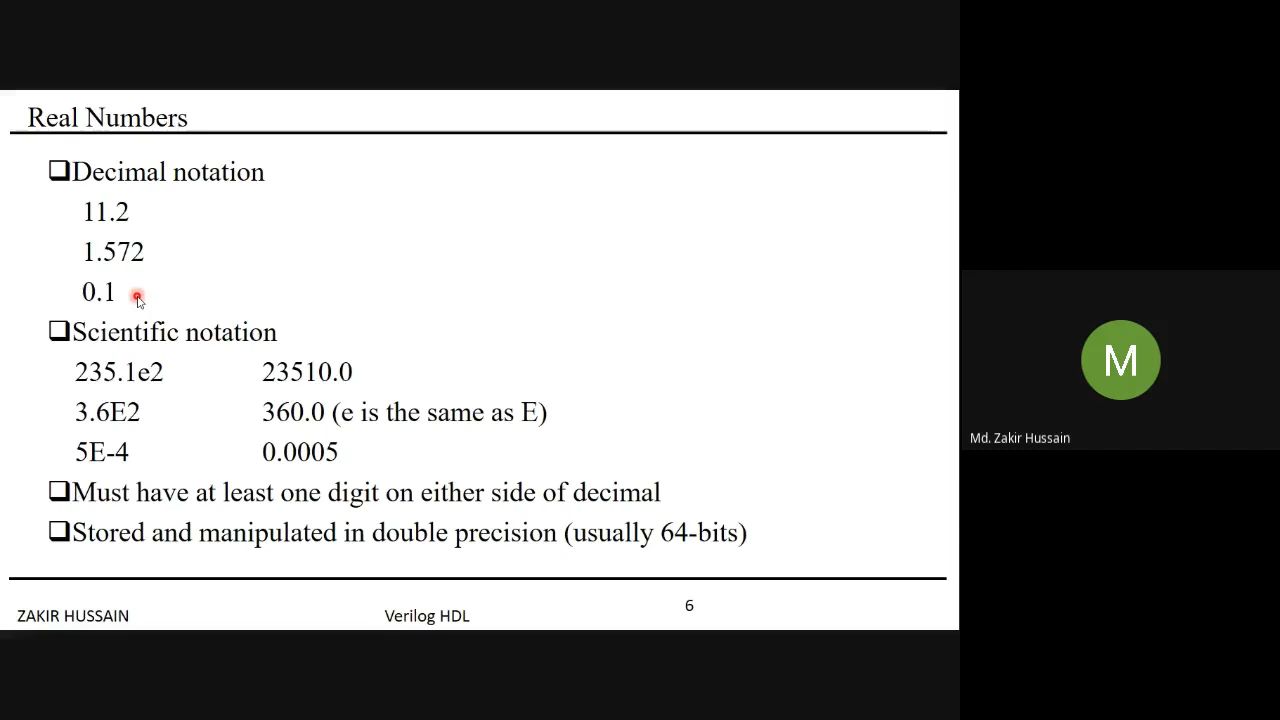 Real Numbers
❑Decimal notation
11.2
1.572
0.1
❑Scientific notation
235.1e2 23510.0
3.6E2 360.0 (e is the same as E)
5E-4 0.0005
❑Must have at least one digit on either side of decimal
❑Stored and manipulated in double precision (usually 64-bits)
ZAKIR HUSSAIN Verilog HDL 6
M
Md. Zakir Hussain